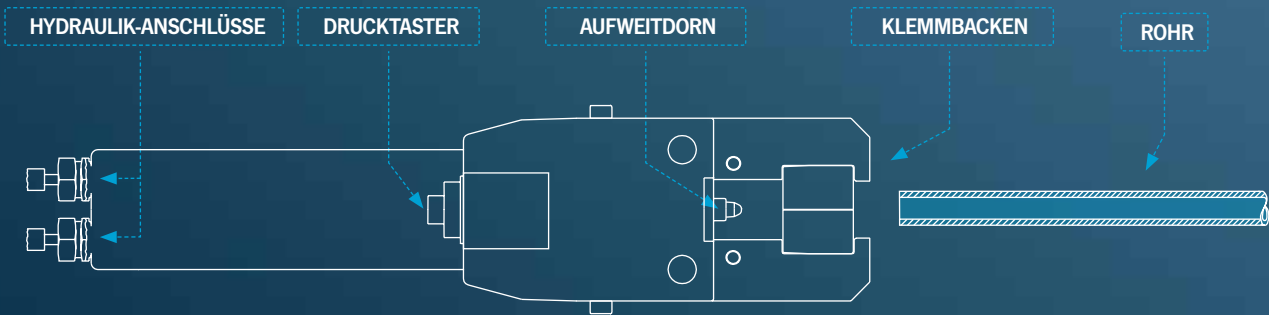 HYDRAULIK-ANSCHLÜSSE
DRUCKTASTER
AUFWEITDORN
KLEMMBACKEN
ROHR